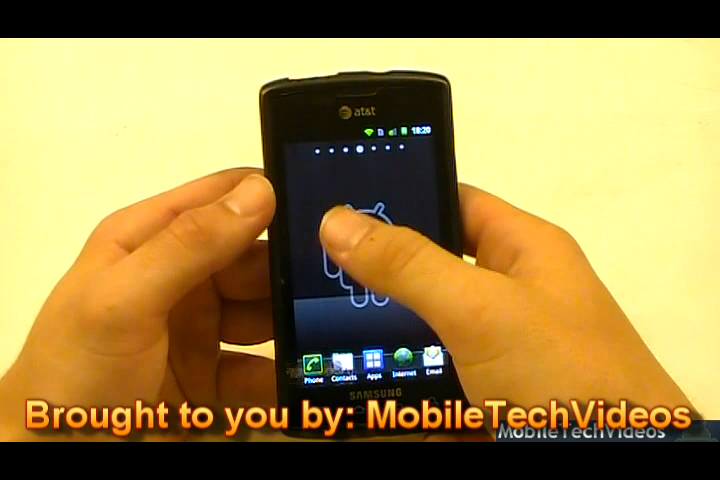 at&t
18:20
Phone Contacts Apps Internet Email
SAMSUNG
Brought to you by: MobileTechVideos
MobileTechVideos